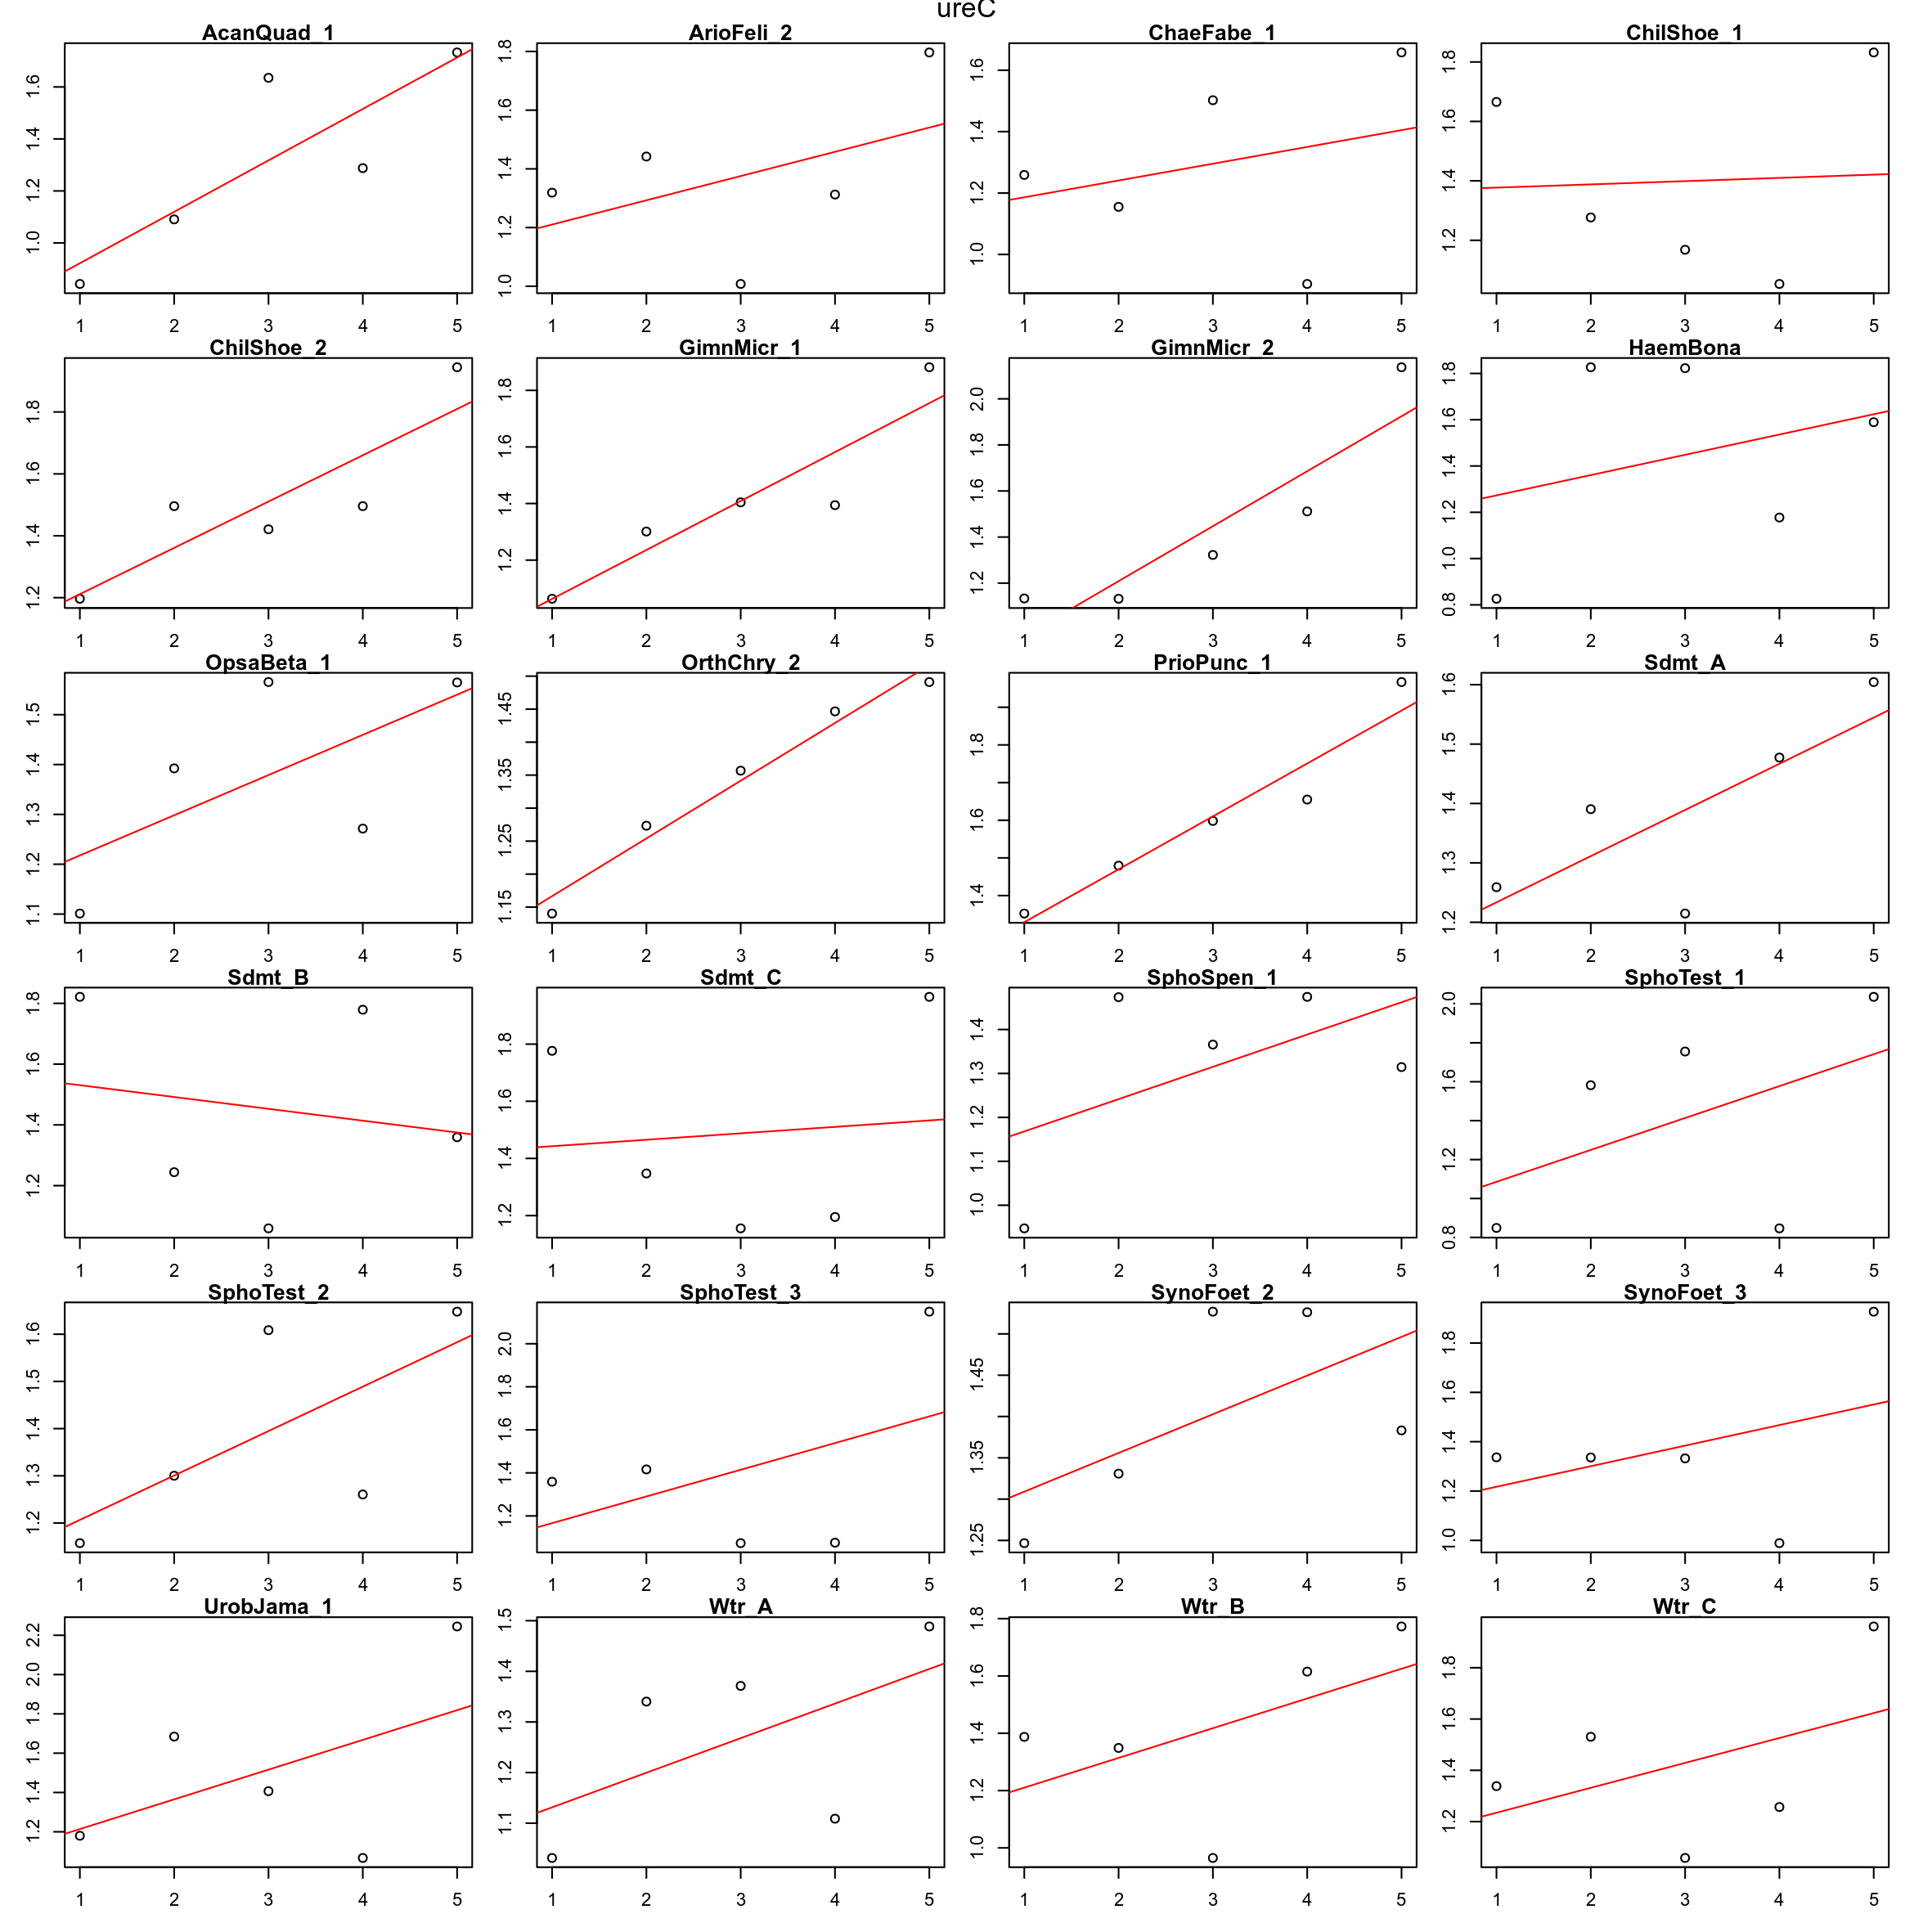 ureC
AcanQuad_1 ArioFeli_2 ChaeFabe_1 ChilShoe_1
1.0 1.2 1.4 1.6
1.0 1.2 1.4 1.6 1.8
1.0 1.2 1.4 1.6
1.2 1.4 1.6 1.8
1 2 3 4 5 1 2 3 4 5 1 2 3 4 5 1 2 3 4 5
ChilShoe_2 GimnMicr_1 GimnMicr_2 HaemBona
1.2 1.4 1.6 1.8
1.2 1.4 1.6 1.8
1.2 1.4 1.6 1.8 2.0
0.8 1.0 1.2 1.4 1.6 1.8
1 2 3 4 5 1 2 3 4 5 1 2 3 4 5 1 2 3 4 5
OpsaBeta_1 OrthChry_2 PrioPunc_1 Sdmt_A
1.1 1.2 1.3 1.4 1.5
1.15 1.25 1.35 1.45
1.4 1.6 1.8
1.2 1.3 1.4 1.5 1.6
1 2 3 4 5 1 2 3 4 5 1 2 3 4 5 1 2 3 4 5
Sdmt_B Sdmt_C SphoSpen_1 SphoTest_1
1.2 1.4 1.6 1.8
1.2 1.4 1.6 1.8
1.0 1.1 1.2 1.3 1.4
0.8 1.2 1.6 2.0
1 2 3 4 5 1 2 3 4 5 1 2 3 4 5 1 2 3 4 5
SphoTest_2 SphoTest_3 SynoFoet_2 SynoFoet_3
1.2 1.3 1.4 1.5 1.6
1.2 1.4 1.6 1.8 2.0
1.25 1.35 1.45
1.0 1.2 1.4 1.6 1.8
1 2 3 4 5 1 2 3 4 5 1 2 3 4 5 1 2 3 4 5
UrobJama_1 Wtr_A Wtr_B Wtr_C
1.2 1.4 1.6 1.8 2.0 2.2
1.1 1.2 1.3 1.4 1.5
1.0 1.2 1.4 1.6 1.8
1.2 1.4 1.6 1.8
1 2 3 4 5 1 2 3 4 5 1 2 3 4 5 1 2 3 4 5